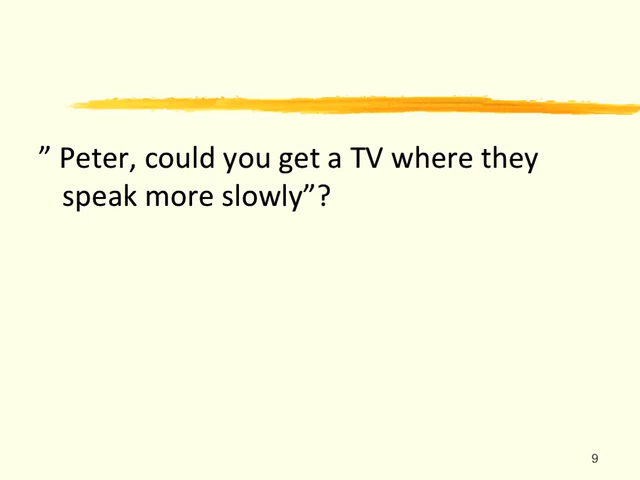 ” Peter, could you get a TV where they
speak more slowly”?
9